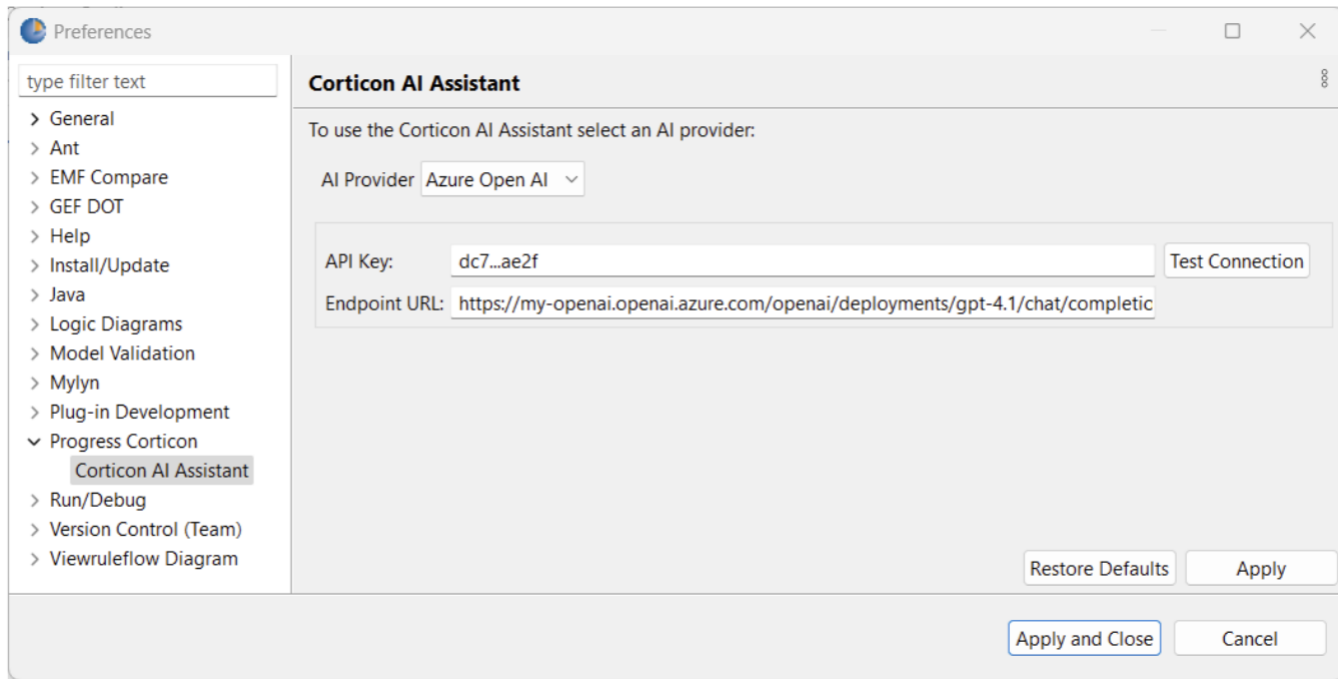 Preferences
type filter text
General
Ant
EMF Compare
GEF DOT
Help
Install/Update
Java
Logic Diagrams
Model Validation
Mylyn
Plug-in Development
Progress Corticon
Corticon AI Assistant
Run/Debug
Version Control (Team)
Viewruleflow Diagram
Corticon AI Assistant
To use the Corticon AI Assistant select an AI provider:
AI Provider Azure Open AI
API Key: dc7...ae2f Test Connection
Endpoint URL: https://my-openai.openai.azure.com/openai/deployments/gpt-4.1/chat/completic
Restore Defaults Apply
Apply and Close Cancel